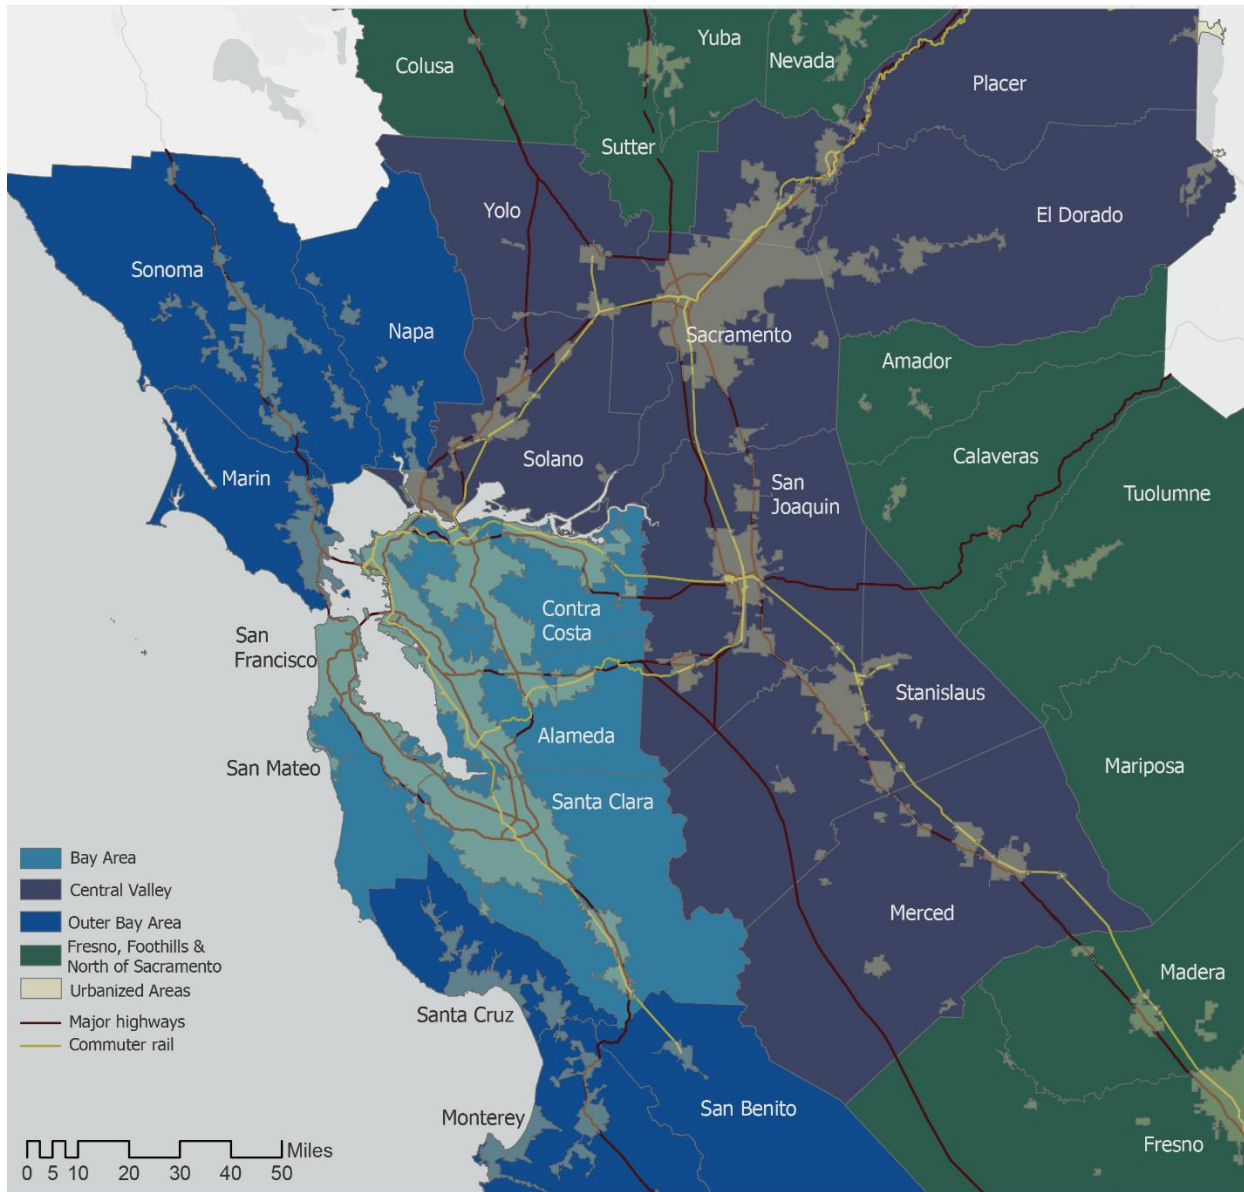 Yuba
Colusa
Nevada
Placer
Sutter
Yolo
El Dorado
Sonoma
Napa
Sacramento
Amador
Solano
Calaveras
Marin
San
Joaquin
Tuolumne
Contra
Costa
San
Francisco
Stanislaus
Alameda
San Mateo
Mariposa
Santa Clara
Bay Area
Central Valley
Outer Bay Area
Fresno, Foothills &
North of Sacramento
Urbanized Areas
Major highways
Commuter rail
Merced
Madera
Santa Cruz
San Benito
Monterey
Fresno
Miles
0 5 10 20 30 40 50